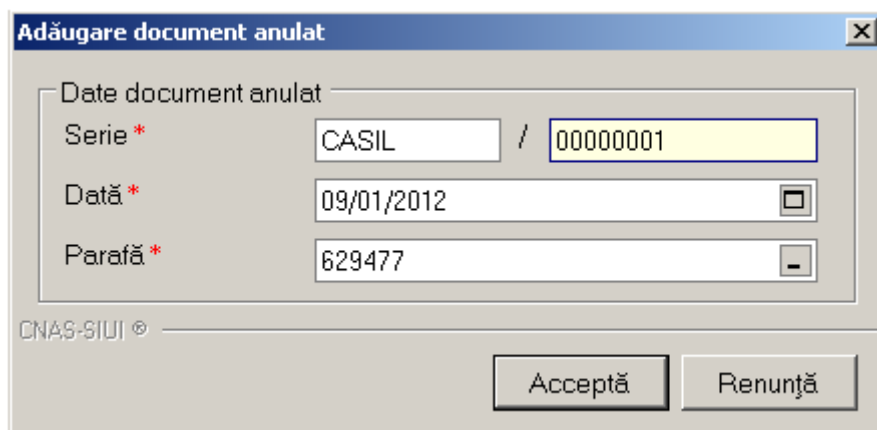 Adăugare document anulat
Date document anulat
Serie * CASIL / 00000001
Dată * 09/01/2012
Parafă * 629477
CNAS-SIUI ®
Acceptă Renunţă